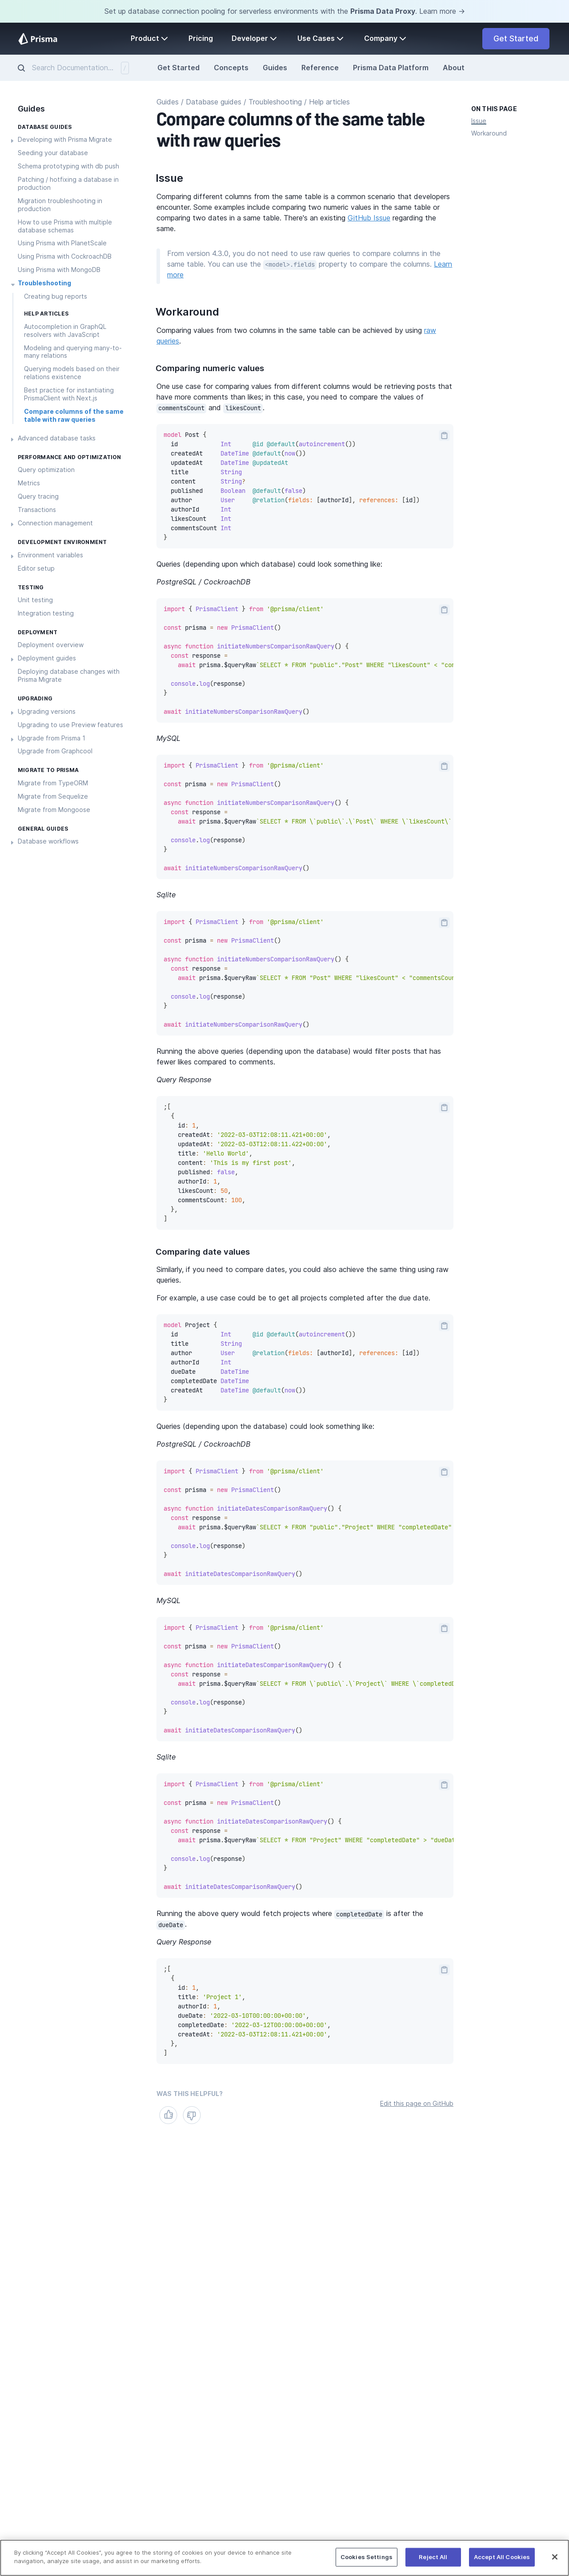 Set up database connection pooling for serverless environments with the Prisma Data Proxy. Learn more →
Prisma
Product
Pricing
Developer
Use Cases
Company
Get Started
Search Documentation...
/
Get Started
Concepts
Guides
Reference
Prisma Data Platform
About
Guides
DATABASE GUIDES
Developing with Prisma Migrate
Seeding your database
Schema prototyping with db push
Patching / hotfixing a database in
production
Migration troubleshooting in
production
How to use Prisma with multiple
database schemas
Using Prisma with PlanetScale
Using Prisma with CockroachDB
Using Prisma with MongoDB
Troubleshooting
Creating bug reports
HELP ARTICLES
Autocompletion in GraphQL
resolvers with JavaScript
Modeling and querying many-to-
many relations
Querying models based on their
relations existence
Best practice for instantiating
PrismaClient with Next.js
Compare columns of the same
table with raw queries
Advanced database tasks
PERFORMANCE AND OPTIMIZATION
Query optimization
Metrics
Query tracing
Transactions
Connection management
DEVELOPMENT ENVIRONMENT
Environment variables
Editor setup
TESTING
Unit testing
Integration testing
DEPLOYMENT
Deployment overview
Deployment guides
Deploying database changes with
Prisma Migrate
UPGRADING
Upgrading versions
Upgrading to use Preview features
Upgrade from Prisma 1
Upgrade from Graphcool
MIGRATE TO PRISMA
Migrate from TypeORM
Migrate from Sequelize
Migrate from Mongoose
GENERAL GUIDES
Database workflows
Guides / Database guides / Troubleshooting / Help articles
Compare columns of the same table
with raw queries
Issue
Comparing different columns from the same table is a common scenario that developers
encounter. Some examples include comparing two numeric values in the same table or
comparing two dates in a same table. There's an existing GitHub Issue regarding the
same.
From version 4.3.0, you do not need to use raw queries to compare columns in the
same table. You can use the <model>.fields property to compare the columns. Learn
more
Workaround
Comparing values from two columns in the same table can be achieved by using raw
queries.
Comparing numeric values
One use case for comparing values from different columns would be retrieving posts that
have more comments than likes; in this case, you need to compare the values of
commentsCount and likesCount.
model Post {
id Int @id @default(autoincrement())
createdAt DateTime @default(now())
updatedAt DateTime @updatedAt
title String
content String?
published Boolean @default(false)
author User @relation(fields: [authorId], references: [id])
authorId Int
likesCount Int
commentsCount Int
}
Queries (depending upon which database) could look something like:
PostgreSQL / CockroachDB
import { PrismaClient } from '@prisma/client'
const prisma = new PrismaClient()
async function initiateNumbersComparisonRawQuery() {
const response =
await prisma.$queryRaw`SELECT * FROM "public"."Post" WHERE "likesCount" < "com
console.log(response)
}
await initiateNumbersComparisonRawQuery()
MySQL
import { PrismaClient } from '@prisma/client'
const prisma = new PrismaClient()
async function initiateNumbersComparisonRawQuery() {
const response =
await prisma.$queryRaw`SELECT * FROM \`public\`.\`Post\` WHERE \`likesCount\`
console.log(response)
}
await initiateNumbersComparisonRawQuery()
Sqlite
import { PrismaClient } from '@prisma/client'
const prisma = new PrismaClient()
async function initiateNumbersComparisonRawQuery() {
const response =
await prisma.$queryRaw`SELECT * FROM "Post" WHERE "likesCount" < "commentsCoun
console.log(response)
}
await initiateNumbersComparisonRawQuery()
Running the above queries (depending upon the database) would filter posts that has
fewer likes compared to comments.
Query Response
;[
{
id: 1,
createdAt: '2022-03-03T12:08:11.421+00:00',
updatedAt: '2022-03-03T12:08:11.422+00:00',
title: 'Hello World',
content: 'This is my first post',
published: false,
authorId: 1,
likesCount: 50,
commentsCount: 100,
},
]
Comparing date values
Similarly, if you need to compare dates, you could also achieve the same thing using raw
queries.
For example, a use case could be to get all projects completed after the due date.
model Project {
id Int @id @default(autoincrement())
title String
author User @relation(fields: [authorId], references: [id])
authorId Int
dueDate DateTime
completedDate DateTime
createdAt DateTime @default(now())
}
Queries (depending upon the database) could look something like:
PostgreSQL / CockroachDB
import { PrismaClient } from '@prisma/client'
const prisma = new PrismaClient()
async function initiateDatesComparisonRawQuery() {
const response =
await prisma.$queryRaw`SELECT * FROM "public"."Project" WHERE "completedDate"
console.log(response)
}
await initiateDatesComparisonRawQuery()
MySQL
import { PrismaClient } from '@prisma/client'
const prisma = new PrismaClient()
async function initiateDatesComparisonRawQuery() {
const response =
await prisma.$queryRaw`SELECT * FROM \`public\`.\`Project\` WHERE \`completedD
console.log(response)
}
await initiateDatesComparisonRawQuery()
Sqlite
import { PrismaClient } from '@prisma/client'
const prisma = new PrismaClient()
async function initiateDatesComparisonRawQuery() {
const response =
await prisma.$queryRaw`SELECT * FROM "Project" WHERE "completedDate" > "dueDat
console.log(response)
}
await initiateDatesComparisonRawQuery()
Running the above query would fetch projects where completedDate is after the
dueDate.
Query Response
;[
{
id: 1,
title: 'Project 1',
authorId: 1,
dueDate: '2022-03-10T00:00:00+00:00',
completedDate: '2022-03-12T00:00:00+00:00',
createdAt: '2022-03-03T12:08:11.421+00:00',
},
]
WAS THIS HELPFUL?
Edit this page on GitHub
ON THIS PAGE
Issue
Workaround
By clicking "Accept All Cookies", you agree to the storing of cookies on your device to enhance site
navigation, analyze site usage, and assist in our marketing efforts.
Cookies Settings
Reject All
Accept All Cookies